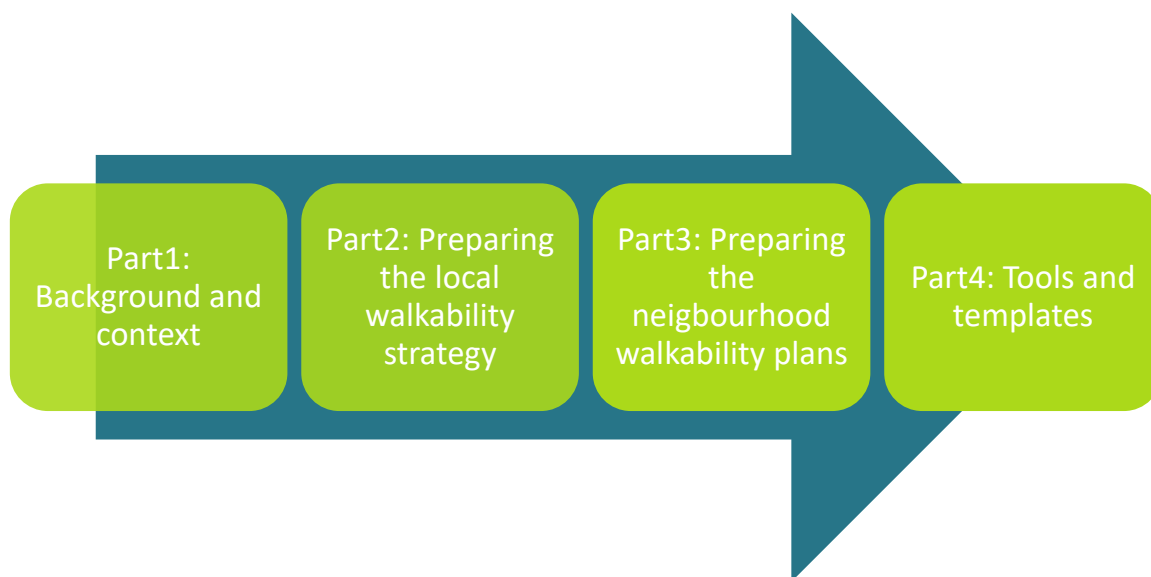 Part1:
Background and
context
Part2: Preparing
the local
walkability
strategy
Part3: Preparing
the
neigbourhood
walkability plans
Part4: Tools and
templates